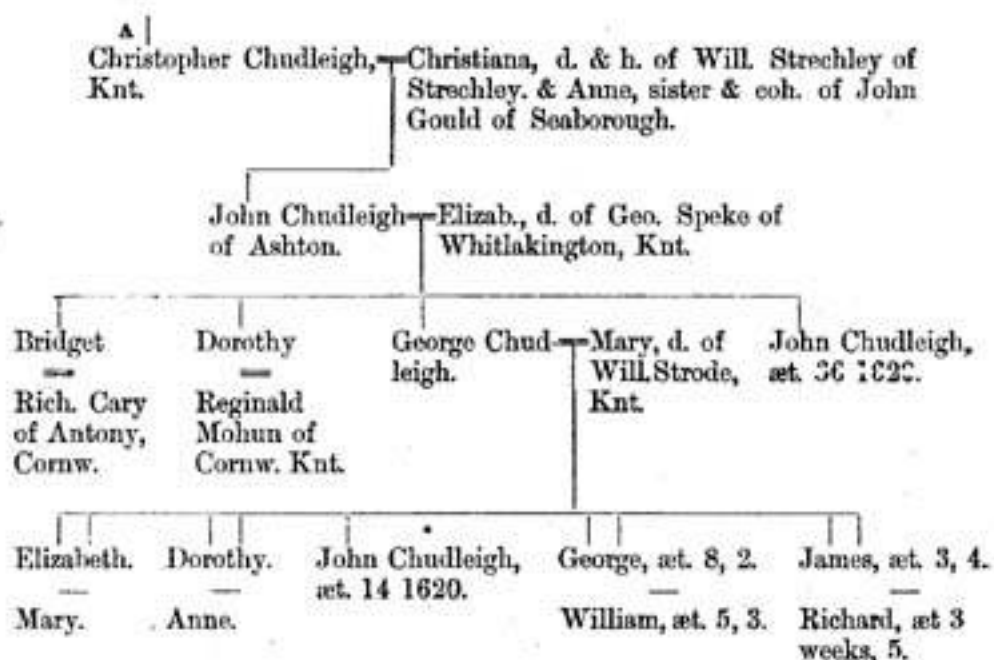 A
Christopher Chudleigh,
Knt.
Christiana, d. & h. of Will. Strechley of
Strechley. & Anne, sister & coh. of John
Gould of Seaborough.
John Chudleigh
of Ashton.
Elizab., d. of Geo. Speke of
Whitlakington, Knt.
Bridget
Rich. Cary
of Antony,
Cornw.
Dorothy
Reginald
Mohun of
Cornw. Knt.
George Chud
leigh.
Mary, d. of
Will. Strode,
Knt.
John Chudleigh,
æt.
Elizabeth.
Mary.
Dorothy.
Anne.
John Chudleigh,
æt. 14 1620.
George, æt. 8, 2.
William, æt. 5, 3.
James, æt. 3, 4.
Richard, æt 3
weeks, 5.